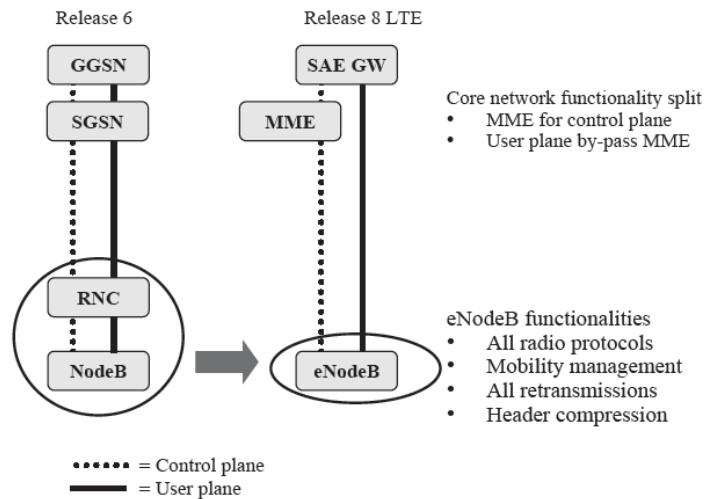 Release 6
Release 8 LTE
GGSN
SAE GW
SGSN
MME
Core network functionality split
• MME for control plane
• User plane by-pass MME
RNC
NodeB
eNodeB
eNodeB functionalities
• All radio protocols
• Mobility management
• All retransmissions
• Header compression
= Control plane
= User plane